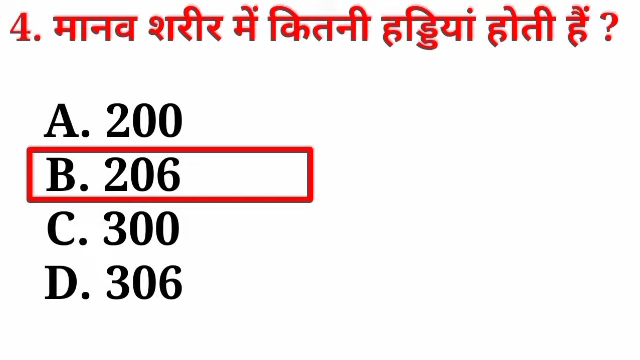 4. मानव शरीर में कितनी हड्डियां होती हैं ?
A. 200
B. 206
C. 300
D. 306